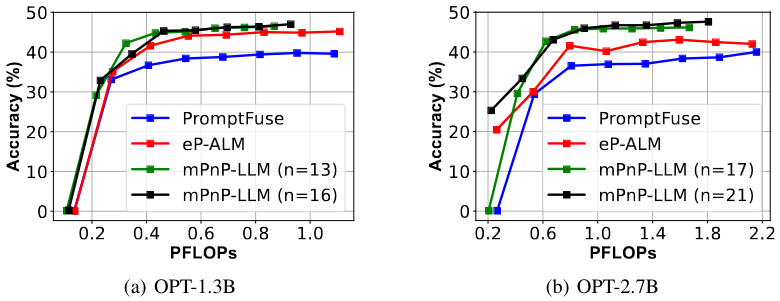 50
40
30
20
10
0
Accuracy (%)
PromptFuse
eP-ALM
mPnP-LLM (n=13)
mPnP-LLM (n=16)
0.2 0.4 0.6 0.8 1.0
PFLOPs
(a) OPT-1.3B
50
40
30
20
10
0
Accuracy (%)
PromptFuse
eP-ALM
mPnP-LLM (n=17)
mPnP-LLM (n=21)
0.2 0.6 1.0 1.4 1.8 2.2
PFLOPs
(b) OPT-2.7B